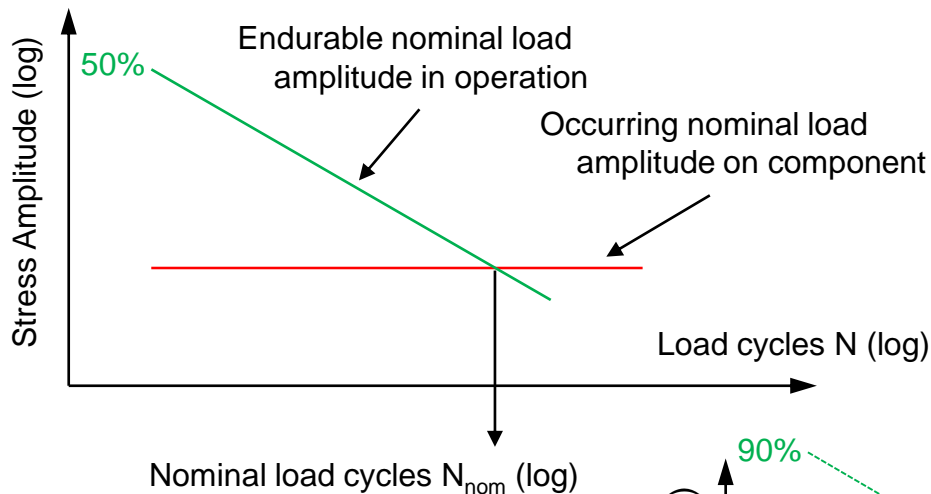 Stress Amplitude (log)
50%
Endurable nominal load
amplitude in operation
Occurring nominal load
amplitude on component
Load cycles N (log)
Nominal load cycles Nnom (log)
90%